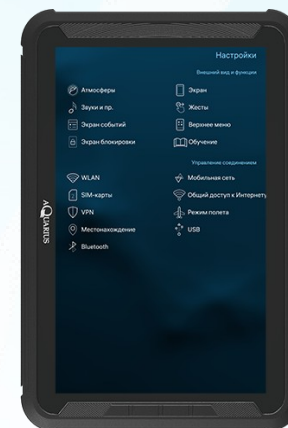 Настройки
Внешний вид и функция
Атмосферы
Экран
Звуки и пр.
Жесты
Экран событий
Верхнее меню
Экран блокировки
Обучение
Управление соединением
WLAN
Мобильная сеть
SIM-карты
Общий доступ к Интернету
VPN
Режим полета
Местонахождение
USB
Bluetooth
AQUARIUS